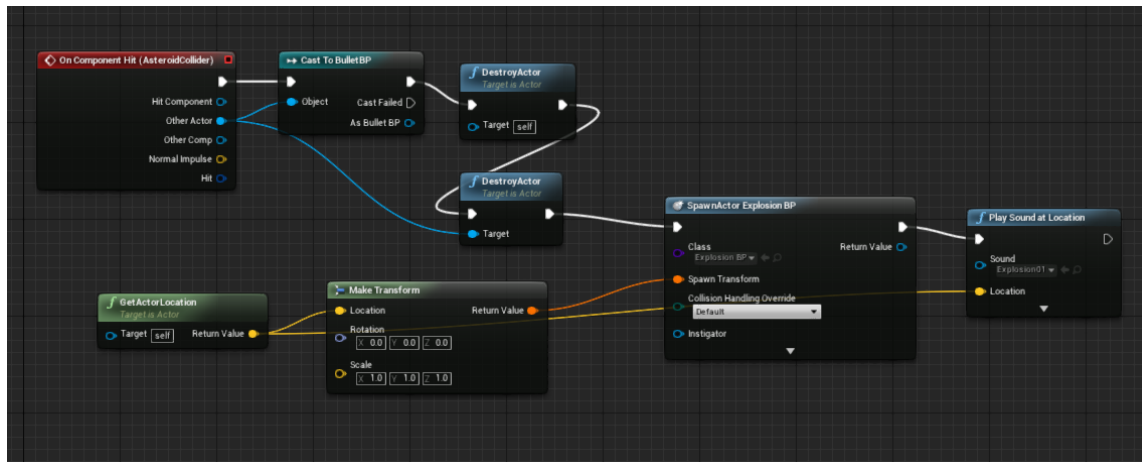 On Component Hit (AsteroidCollider)
Hit Component
Other Actor
Other Comp
Normal Impulse
Hit
Cast To BulletBP
Object
Cast Failed
As Bullet BP
DestroyActor
Target is Actor
Target self
DestroyActor
Target is Actor
Target
SpawnActor Explosion BP
Class
Explosion BP
Return Value
Spawn Transform
Collision Handling Override
Default
Instigator
Play Sound at Location
Sound
Explosion01
Location
GetActorLocation
Target is Actor
Target self Return Value
Make Transform
Location Return Value
Rotation
X 0.0 Y 0.0 Z 0.0
Scale
X 1.0 Y 1.0 Z 1.0